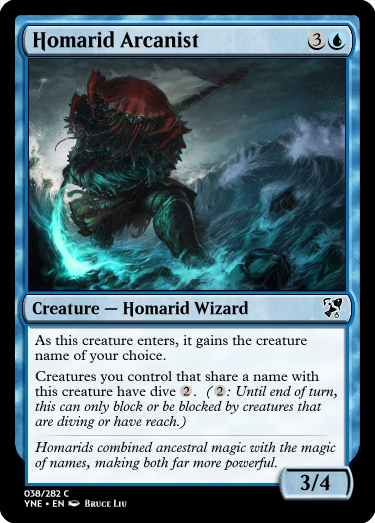 Homarid Arcanist 3
Creature — Homarid Wizard
As this creature enters, it gains the creature
name of your choice.
Creatures you control that share a name with
this creature have dive 2. (2: Until end of turn,
this can only block or be blocked by creatures that
are diving or have reach.)
Homarids combined ancestral magic with the magic
of names, making both far more powerful.
3/4
038/282 C
YNE • EN Bruce Liu